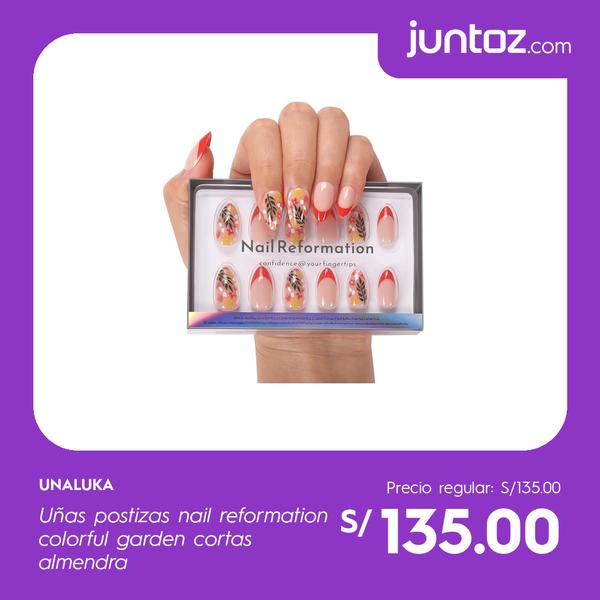 juntoz.com
Nail Reformation
confidence@yourfingertips
UNALUKA
Precio regular: S/135.00
Uñas postizas nail reformation
colorful garden cortas
almendra
S/135.00